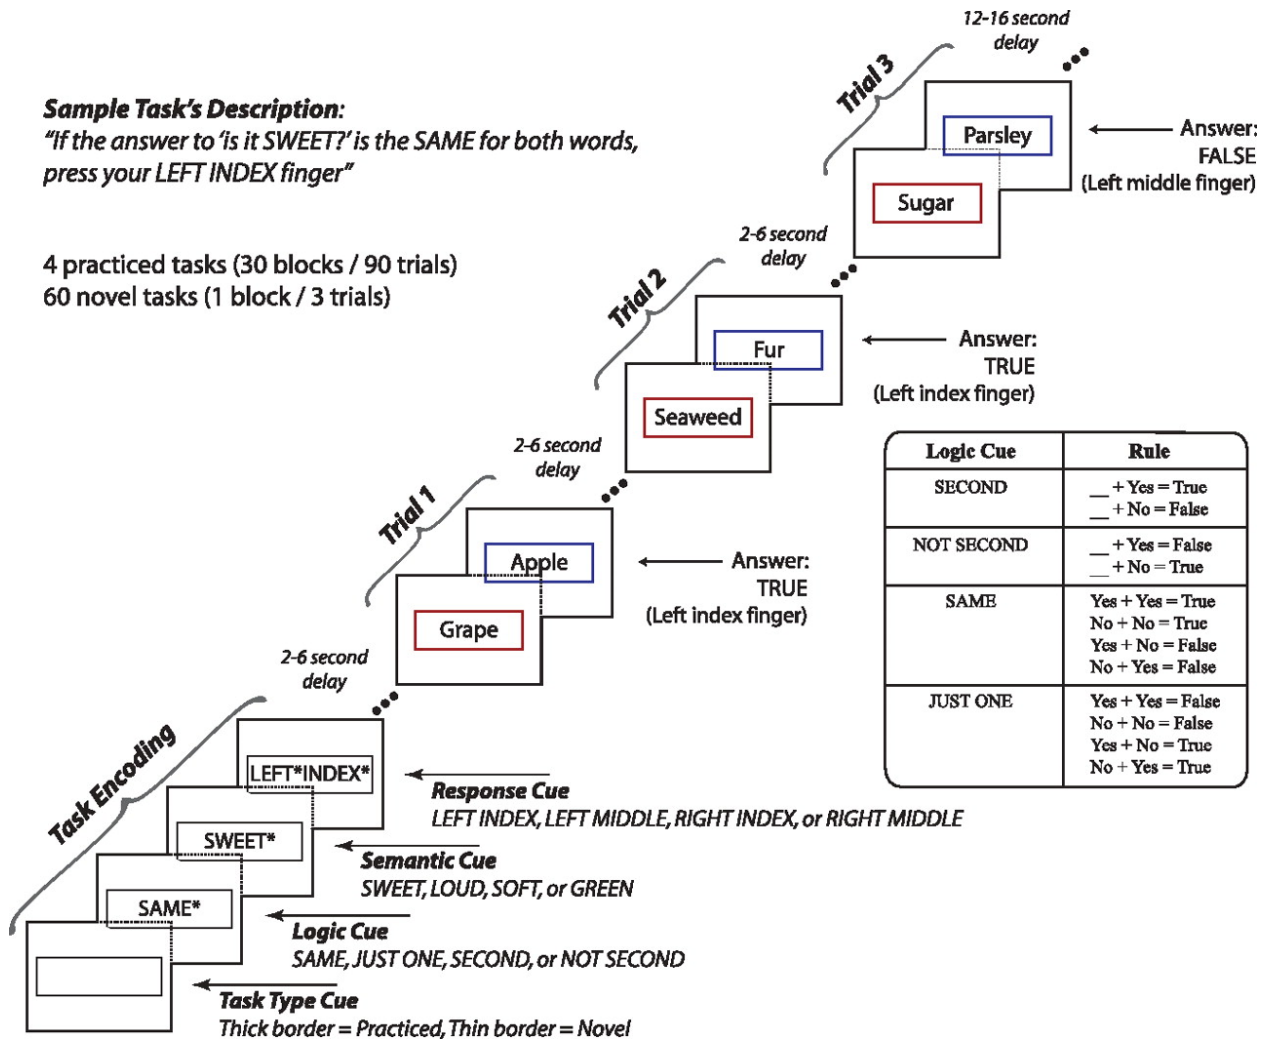 12-16 second
delay
Trial 3
Sample Task's Description:
"If the answer to 'is it SWEET?' is the SAME for both words,
press your LEFT INDEX finger"
Parsley
Answer:
FALSE
(Left middle finger)
Sugar
4 practiced tasks (30 blocks / 90 trials)
60 novel tasks (1 block / 3 trials)
2-6 second
delay
Trial 2
Fur
Answer:
TRUE
(Left index finger)
Seaweed
2-6 second
delay
Trial 1
Apple
Answer:
TRUE
(Left index finger)
Grape
Logic Cue Rule
SECOND __ + Yes = True
__ + No = False
NOT SECOND __ + Yes = False
__ + No = True
SAME Yes + Yes = True
No + No = True
Yes + No = False
No + Yes = False
JUST ONE Yes + Yes = False
No + No = False
Yes + No = True
No + Yes = True
2-6 second
delay
Task Encoding
LEFT*INDEX*
Response Cue
LEFT INDEX, LEFT MIDDLE, RIGHT INDEX, or RIGHT MIDDLE
SWEET*
Semantic Cue
SWEET, LOUD, SOFT, or GREEN
SAME*
Logic Cue
SAME, JUST ONE, SECOND, or NOT SECOND
Task Type Cue
Thick border = Practiced, Thin border = Novel